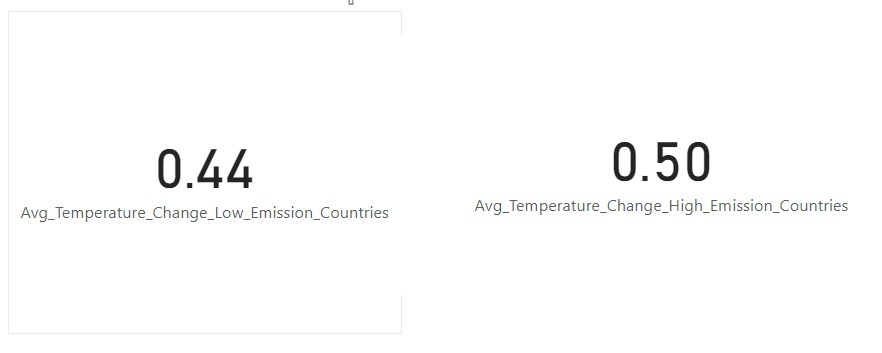 0.44
Avg_Temperature_Change_Low_Emission_Countries
0.50
Avg_Temperature_Change_High_Emission_Countries